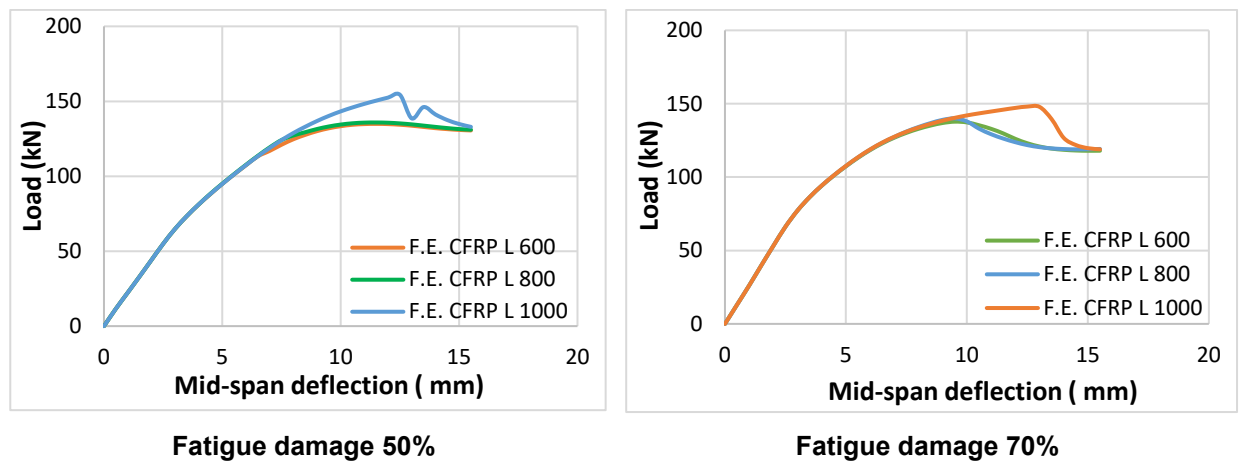 200
150
100
50
0
Load (kN)
F.E. CFRP L 600
F.E. CFRP L 800
F.E. CFRP L 1000
0 5 10 15 20
Mid-span deflection ( mm)
Fatigue damage 50%
200
150
100
50
0
Load (kN)
F.E. CFRP L 600
F.E. CFRP L 800
F.E. CFRP L 1000
0 5 10 15 20
Mid-span deflection ( mm)
Fatigue damage 70%